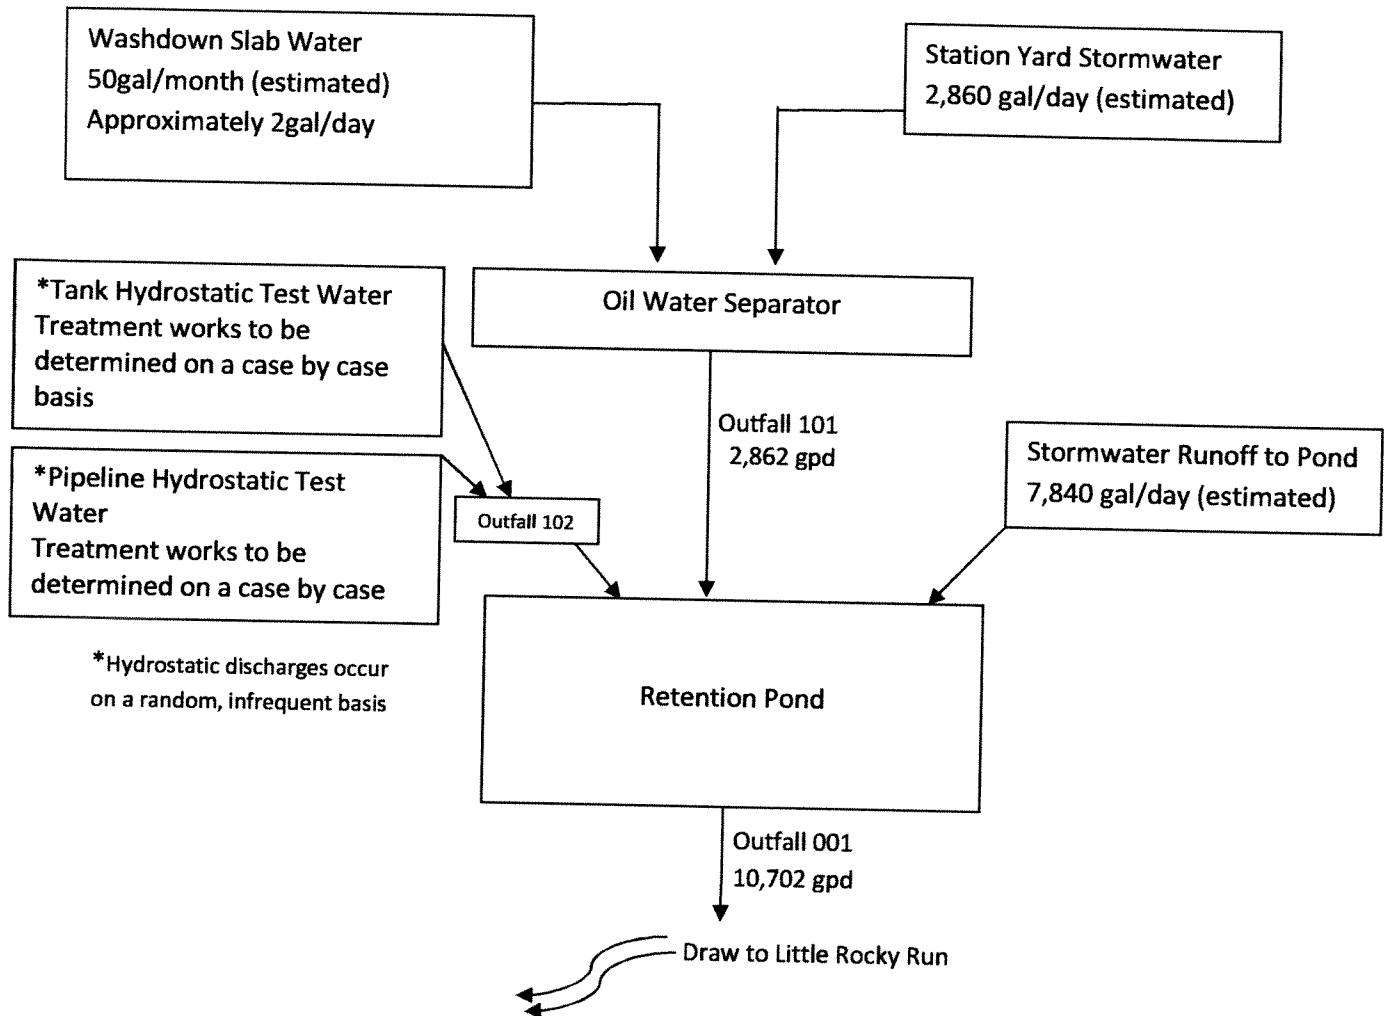 Washdown Slab Water
50gal/month (estimated)
Approximately 2gal/day
Station Yard Stormwater
2,860 gal/day (estimated)
*Tank Hydrostatic Test Water
Treatment works to be
determined on a case by case
basis
Oil Water Separator
Outfall 101
2,862 gpd
Stormwater Runoff to Pond
7,840 gal/day (estimated)
*Pipeline Hydrostatic Test
Water
Treatment works to be
determined on a case by case
Outfall 102
*Hydrostatic discharges occur
on a random, infrequent basis
Retention Pond
Outfall 001
10,702 gpd
Draw to Little Rocky Run